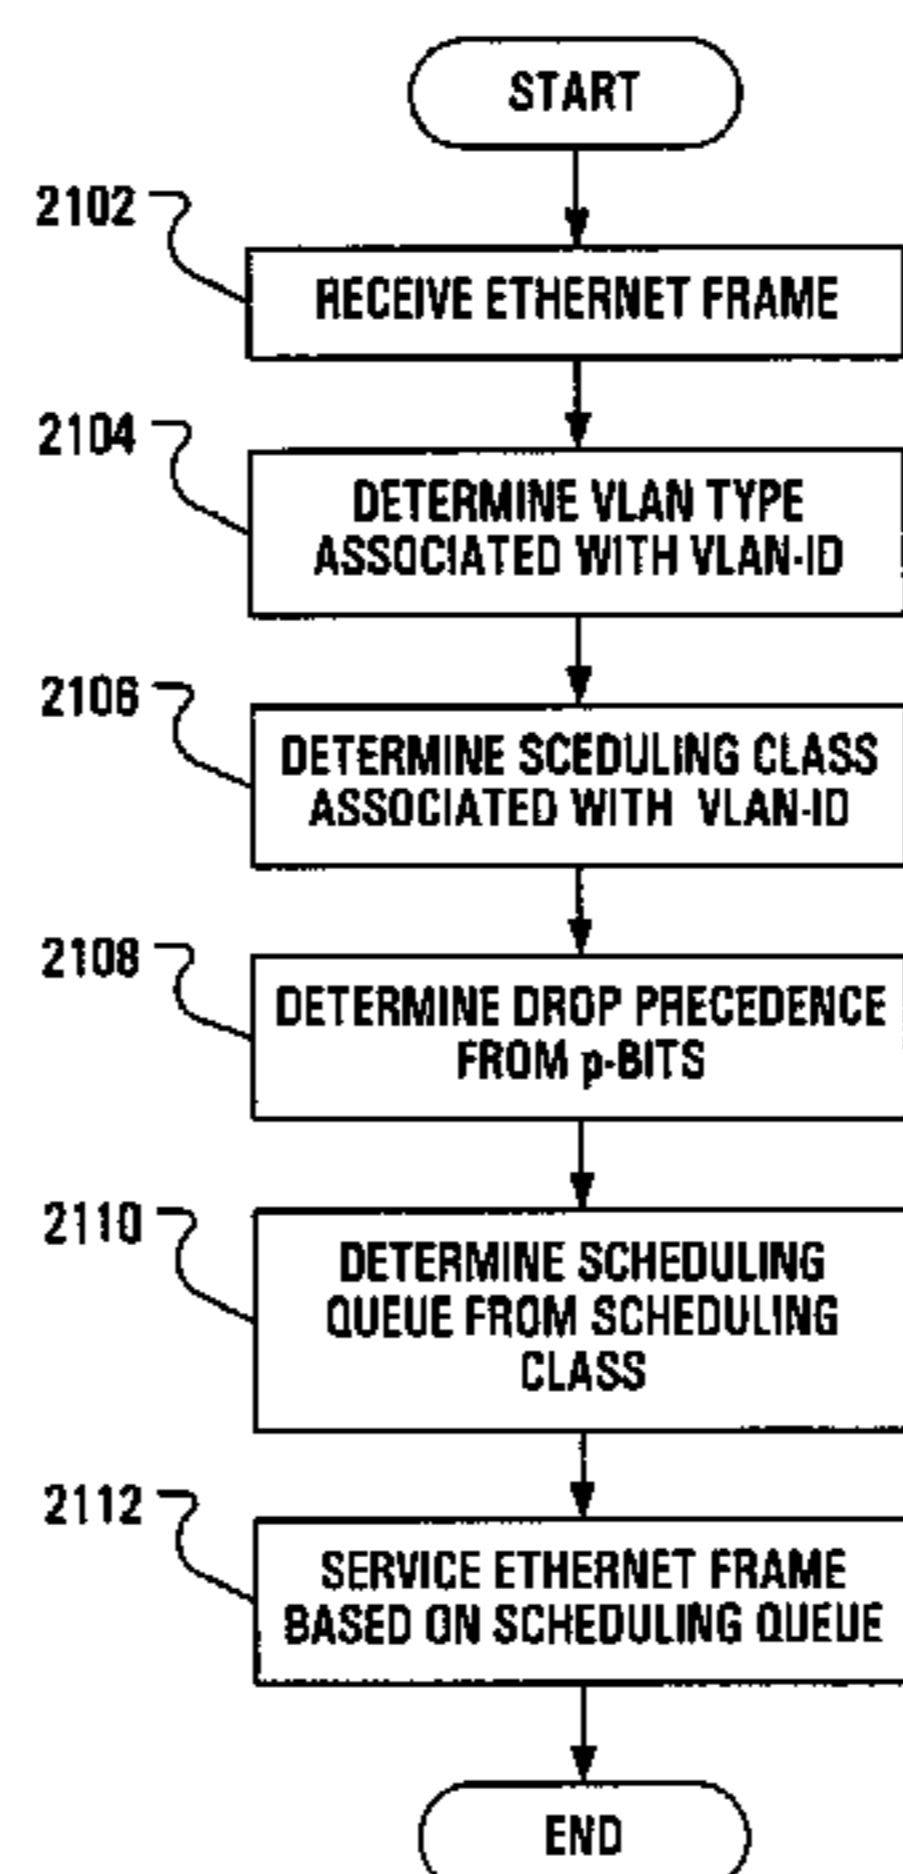 START
2102
RECEIVE ETHERNET FRAME
2104
DETERMINE VLAN TYPE
ASSOCIATED WITH VLAN-ID
2106
DETERMINE SCEDULING CLASS
ASSOCIATED WITH VLAN-ID
2108
DETERMINE DROP PRECEDENCE
FROM p-BITS
2110
DETERMINE SCHEDULING
QUEUE FROM SCHEDULING
CLASS
2112
SERVICE ETHERNET FRAME
BASED ON SCHEDULING QUEUE
END